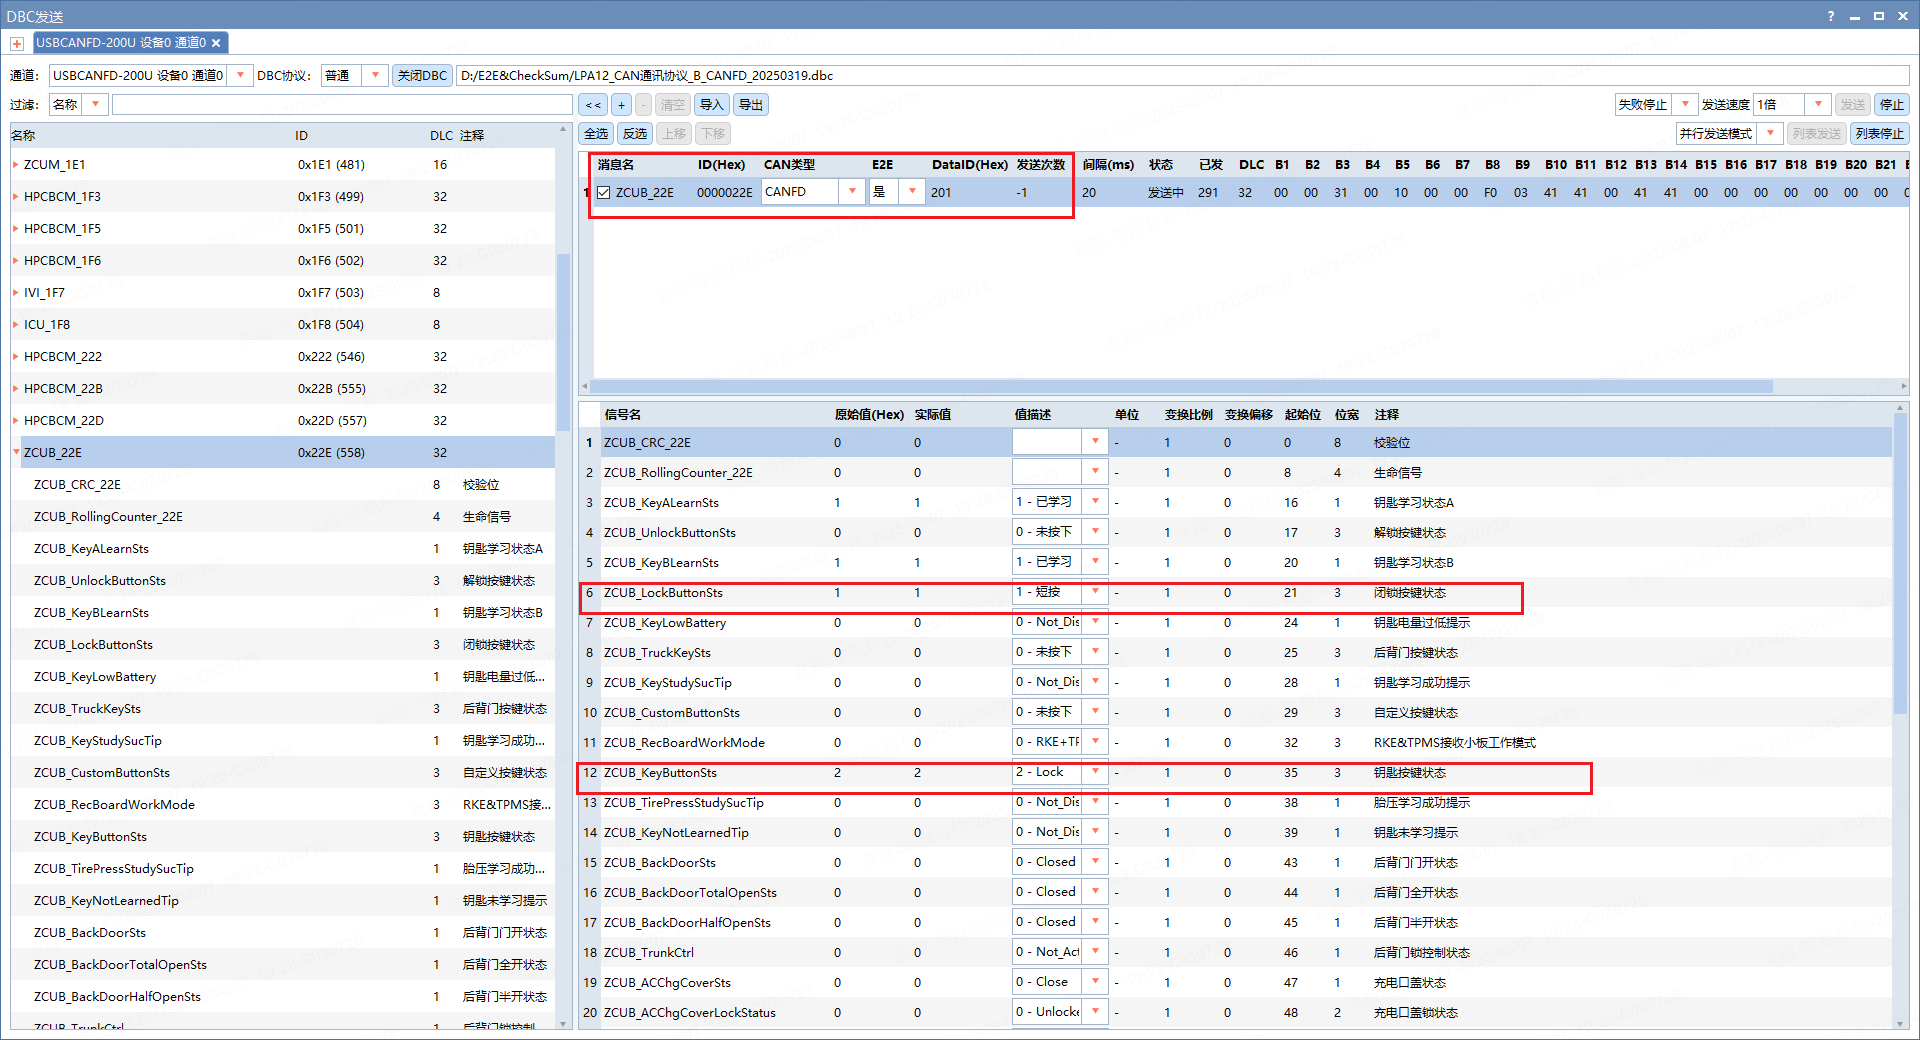 DBC发送
USBCANFD-200U 设备0 通道0
通道: USBCANFD-200U 设备0 通道0 DBC协议: 普通 关闭DBC D:/E2E&CheckSum/LPA12_CAN通讯协议_B_CANFD_20250319.dbc
过滤: 名称 << + - 清空 导入 导出 失败停止 发送速度 1倍 发送 停止
全选 反选 上移 下移 并行发送模式 列表发送 列表停止
名称 ID DLC 注释
ZCUM_1E1 0x1E1 (481) 16
HPCBCM_1F3 0x1F3 (499) 32
HPCBCM_1F5 0x1F5 (501) 32
HPCBCM_1F6 0x1F6 (502) 32
IVI_1F7 0x1F7 (503) 8
ICU_1F8 0x1F8 (504) 8
HPCBCM_222 0x222 (546) 32
HPCBCM_22B 0x22B (555) 32
HPCBCM_22D 0x22D (557) 32
ZCUB_22E 0x22E (558) 32
ZCUB_CRC_22E 8 校验位
ZCUB_RollingCounter_22E 4 生命信号
ZCUB_KeyALearnSts 1 钥匙学习状态A
ZCUB_UnlockButtonSts 3 解锁按键状态
ZCUB_KeyBLearnSts 1 钥匙学习状态B
ZCUB_LockButtonSts 3 闭锁按键状态
ZCUB_KeyLowBattery 1 钥匙电量过低...
ZCUB_TruckKeySts 3 后背门按键状态
ZCUB_KeyStudySucTip 1 钥匙学习成功...
ZCUB_CustomButtonSts 3 自定义按键状态
ZCUB_RecBoardWorkMode 3 RKE&TPMS接...
ZCUB_KeyButtonSts 3 钥匙按键状态
ZCUB_TirePressStudySucTip 1 胎压学习成功...
ZCUB_KeyNotLearnedTip 1 钥匙未学习提示
ZCUB_BackDoorSts 1 后背门门开状态
ZCUB_BackDoorTotalOpenSts 1 后背门全开状态
ZCUB_BackDoorHalfOpenSts 1 后背门半开状态
ZCUB_TrunkCtrl 1 后背门锁控制...
消息名 ID(Hex) CAN类型 E2E DataID(Hex) 发送次数 间隔(ms) 状态 已发 DLC B1 B2 B3 B4 B5 B6 B7 B8 B9 B10 B11 B12 B13 B14 B15 B16 B17 B18 B19 B20 B21
1 ZCUB_22E 0000022E CANFD 是 201 -1 20 发送中 291 32 00 00 31 00 10 00 00 F0 03 41 41 00 41 41 00 00 00 00 00 00 00
信号名 原始值(Hex) 实际值 值描述 单位 变换比例 变换偏移 起始位 位宽 注释
1 ZCUB_CRC_22E 0 0 - 1 0 0 8 校验位
2 ZCUB_RollingCounter_22E 0 0 - 1 0 8 4 生命信号
3 ZCUB_KeyALearnSts 1 1 1 - 已学习 - 1 0 16 1 钥匙学习状态A
4 ZCUB_UnlockButtonSts 0 0 0 - 未按下 - 1 0 17 3 解锁按键状态
5 ZCUB_KeyBLearnSts 1 1 1 - 已学习 - 1 0 20 1 钥匙学习状态B
6 ZCUB_LockButtonSts 1 1 1 - 短按 - 1 0 21 3 闭锁按键状态
7 ZCUB_KeyLowBattery 0 0 0 - Not_Dis - 1 0 24 1 钥匙电量过低提示
8 ZCUB_TruckKeySts 0 0 0 - 未按下 - 1 0 25 3 后背门按键状态
9 ZCUB_KeyStudySucTip 0 0 0 - Not_Dis - 1 0 28 1 钥匙学习成功提示
10 ZCUB_CustomButtonSts 0 0 0 - 未按下 - 1 0 29 3 自定义按键状态
11 ZCUB_RecBoardWorkMode 0 0 0 - RKE+TP - 1 0 32 3 RKE&TPMS接收小板工作模式
12 ZCUB_KeyButtonSts 2 2 2 - Lock - 1 0 35 3 钥匙按键状态
13 ZCUB_TirePressStudySucTip 0 0 0 - Not_Dis - 1 0 38 1 胎压学习成功提示
14 ZCUB_KeyNotLearnedTip 0 0 0 - Not_Dis - 1 0 39 1 钥匙未学习提示
15 ZCUB_BackDoorSts 0 0 0 - Closed - 1 0 43 1 后背门门开状态
16 ZCUB_BackDoorTotalOpenSts 0 0 0 - Closed - 1 0 44 1 后背门全开状态
17 ZCUB_BackDoorHalfOpenSts 0 0 0 - Closed - 1 0 45 1 后背门半开状态
18 ZCUB_TrunkCtrl 0 0 0 - Not_Act - 1 0 46 1 后背门锁控制状态
19 ZCUB_ACChgCoverSts 0 0 0 - Close - 1 0 47 1 充电口盖状态
20 ZCUB_ACChgCoverLockStatus 0 0 0 - Unlocke - 1 0 48 2 充电口盖锁状态